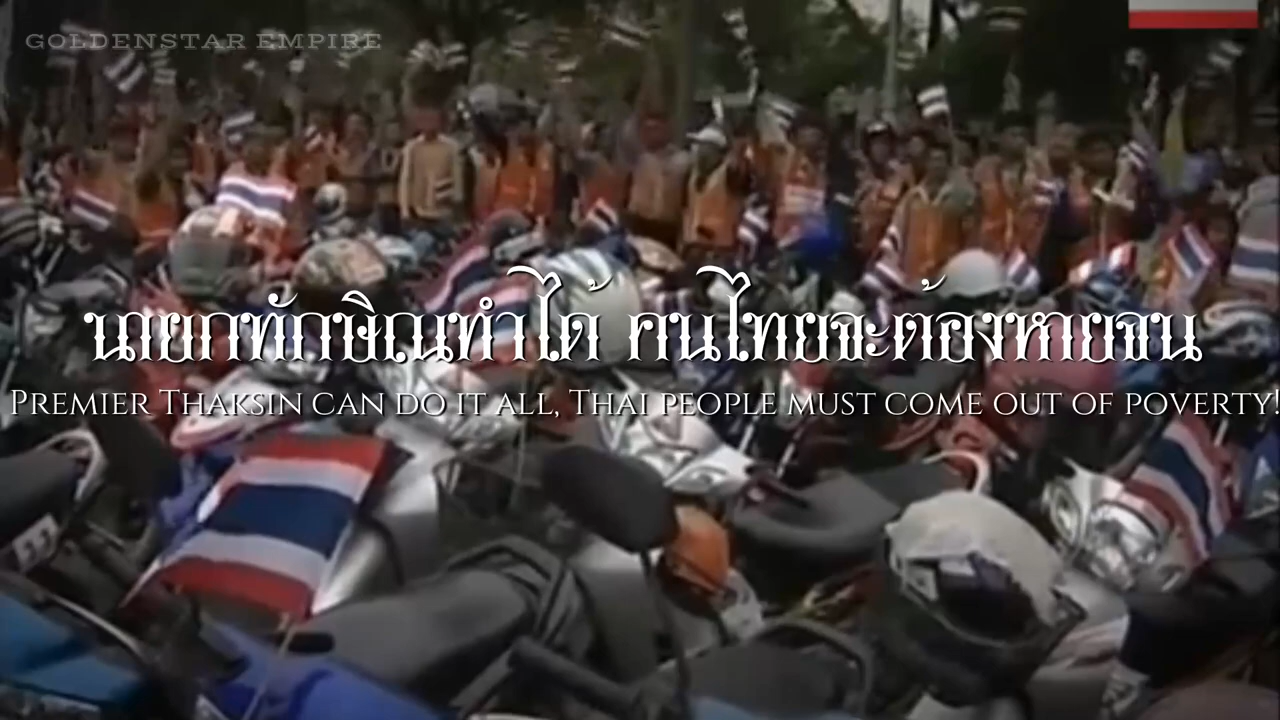 GOLDENSTAR EMPIRE
นายกทักษิณทำได้ คนไทยจะต้องหายจน
PREMIER THAKSIN CAN DO IT ALL, THAI PEOPLE MUST COME OUT OF POVERTY!